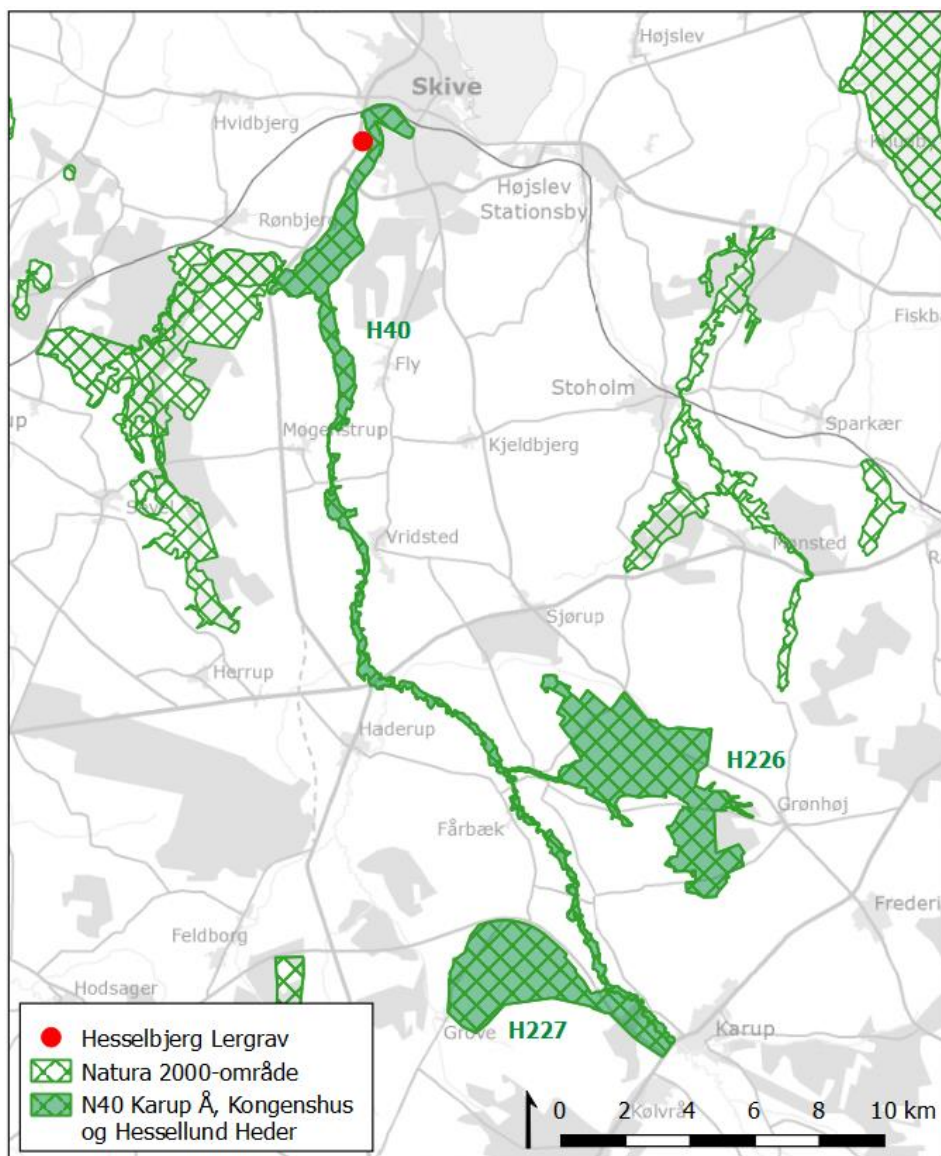 Højslev
Skive
Hvidbjerg
Højslev
Stationsby
Rønbjerg
H40
Fly
Stoholm
Sparkær
Mogenstrup
Kjeldbjerg
Sevel
Vridsted
Mønsted
Sjørup
Herrup
Haderup
H226
Grønhøj
Fårbæk
Frederi
Feldborg
Hodsager
Grove
H227
Karup
Kølvrå
Hesselbjerg Lergrav
Natura 2000-område
N40 Karup Å, Kongenshus
og Hessellund Heder
0 2 4 6 8 10 km